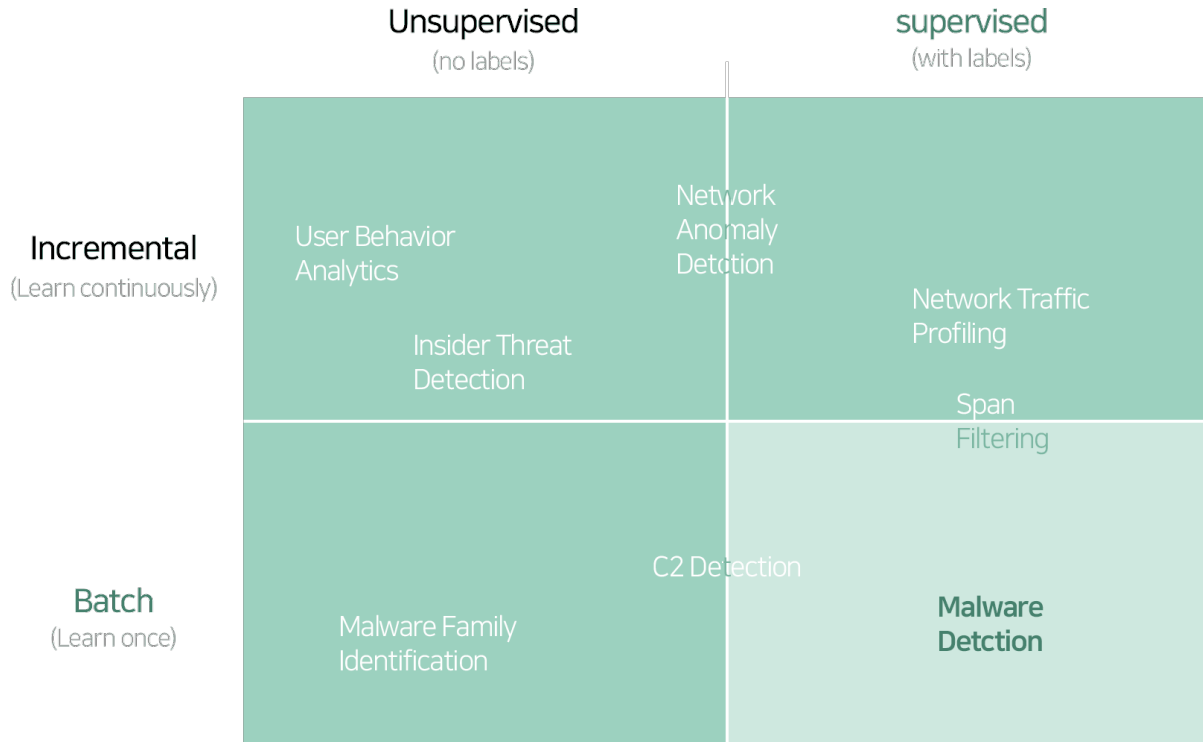 Unsupervised
(no labels)
supervised
(with labels)
Incremental
(Learn continuously)
User Behavior
Analytics
Insider Threat
Detection
Network
Anomaly
Detction
Network Traffic
Profiling
Span
Filtering
Batch
(Learn once)
Malware Family
Identification
C2 Detection
Malware
Detction